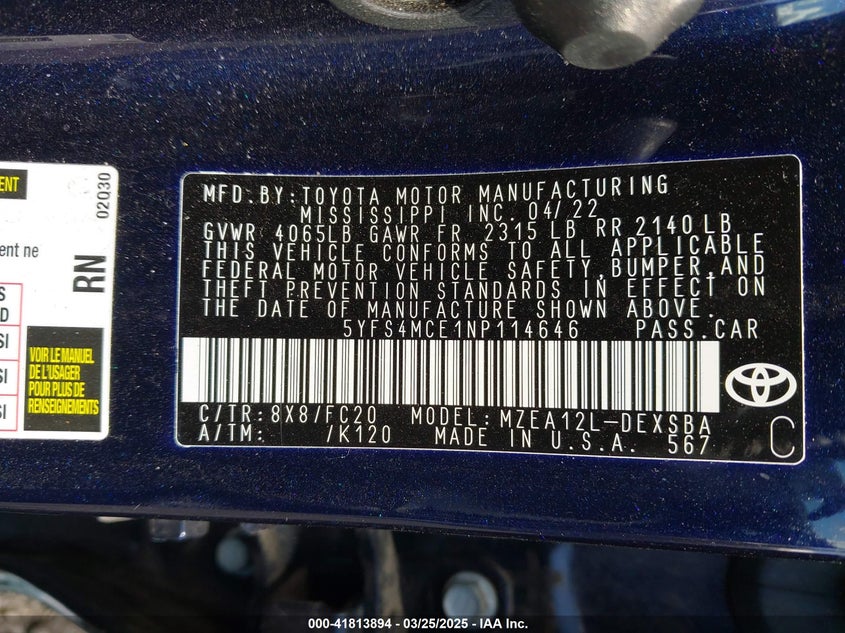 MFD.BY:TOYOTA MOTOR MANUFACTURING
MISSISSIPPI INC. 04/22
GVWR 4065LB GAWR FR 2315 LB RR 2140 LB
THIS VEHICLE CONFORMS TO ALL APPLICABLE
FEDERAL MOTOR VEHICLE SAFETY,BUMPER,AND
THEFT PREVENTION STANDARDS IN EFFECT ON
THE DATE OF MANUFACTURE SHOWN ABOVE.
5YFS4MCE1NP114646 PASS.CAR
C/TR:8X8/FC20 MODEL:MZEA12L-DEXSBA
A/TM: /K120 MADE IN U.S.A. 567
C
02030
RN
ent ne
VOIR LE MANUEL
DE L'USAGER
POUR PLUS DE
RENSEIGNEMENTS
000-41813894 - 03/25/2025 - IAA Inc.